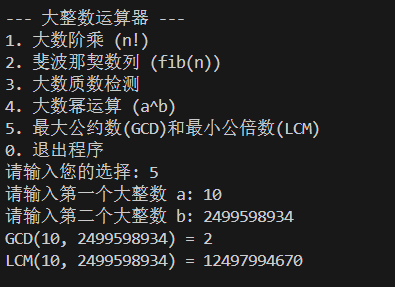 --- 大整数运算器 ---
1. 大数阶乘 (n!)
2. 斐波那契数列 (fib(n))
3. 大数质数检测
4. 大数幂运算 (a^b)
5. 最大公约数(GCD)和最小公倍数(LCM)
0. 退出程序
请输入您的选择: 5
请输入第一个大整数 a: 10
请输入第二个大整数 b: 2499598934
GCD(10, 2499598934) = 2
LCM(10, 2499598934) = 12497994670